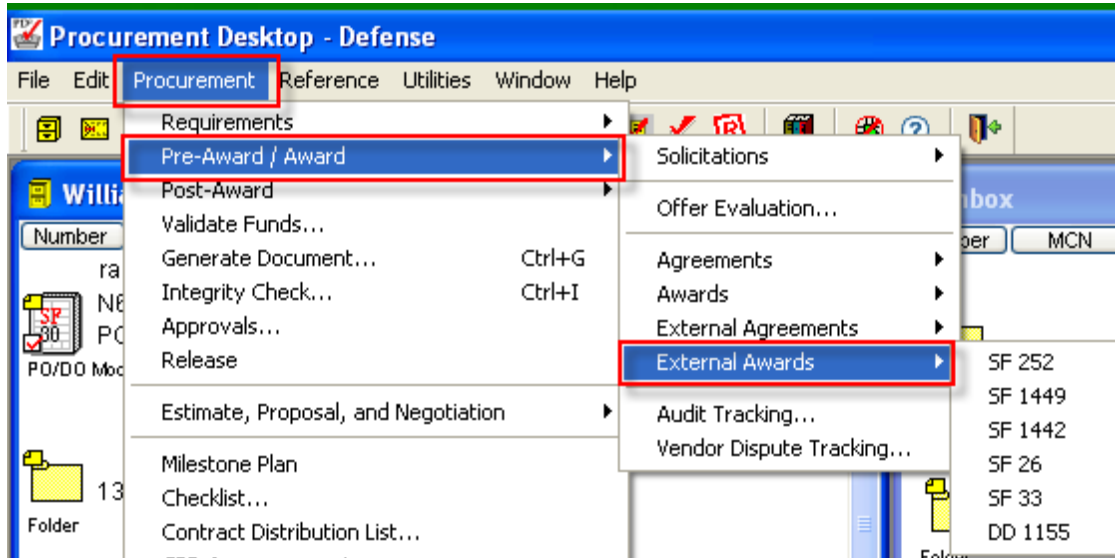 Procurement Desktop - Defense
File Edit Procurement Reference Utilities Window Help
Requirements
Pre-Award / Award
Post-Award
Validate Funds...
Generate Document... Ctrl+G
Integrity Check... Ctrl+I
Approvals...
Release
Estimate, Proposal, and Negotiation
Milestone Plan
Checklist...
Contract Distribution List...
Solicitations
Offer Evaluation...
Agreements
Awards
External Agreements
External Awards
Audit Tracking...
Vendor Dispute Tracking...
SF 252
SF 1449
SF 1442
SF 26
SF 33
DD 1155
Number
PO/DO
13
Folder
MCN